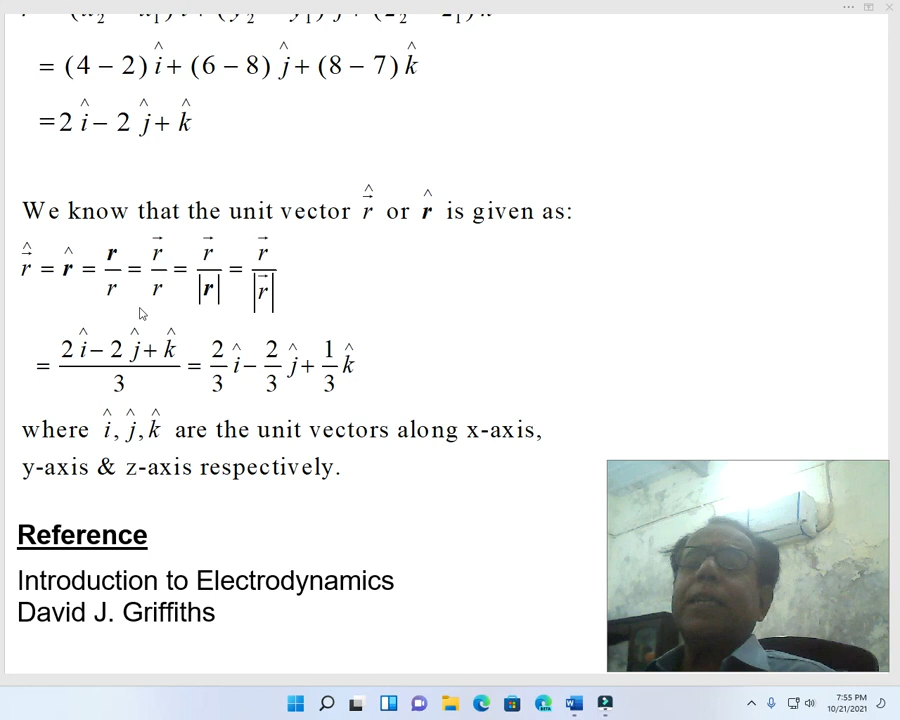 = (4 − 2) î + (6 − 8) ĵ + (8 − 7) k̂
= 2 î − 2 ĵ + k̂
We know that the unit vector r⃗̂ or r̂ is given as:
r⃗̂ = r̂ = r/r = r⃗/r = r⃗/|r| = r⃗/|r⃗|
= (2 î − 2 ĵ + k̂)/3 = 2/3 î − 2/3 ĵ + 1/3 k̂
where î, ĵ, k̂ are the unit vectors along x-axis,
y-axis & z-axis respectively.
Reference
Introduction to Electrodynamics
David J. Griffiths
7:55 PM
10/21/2021